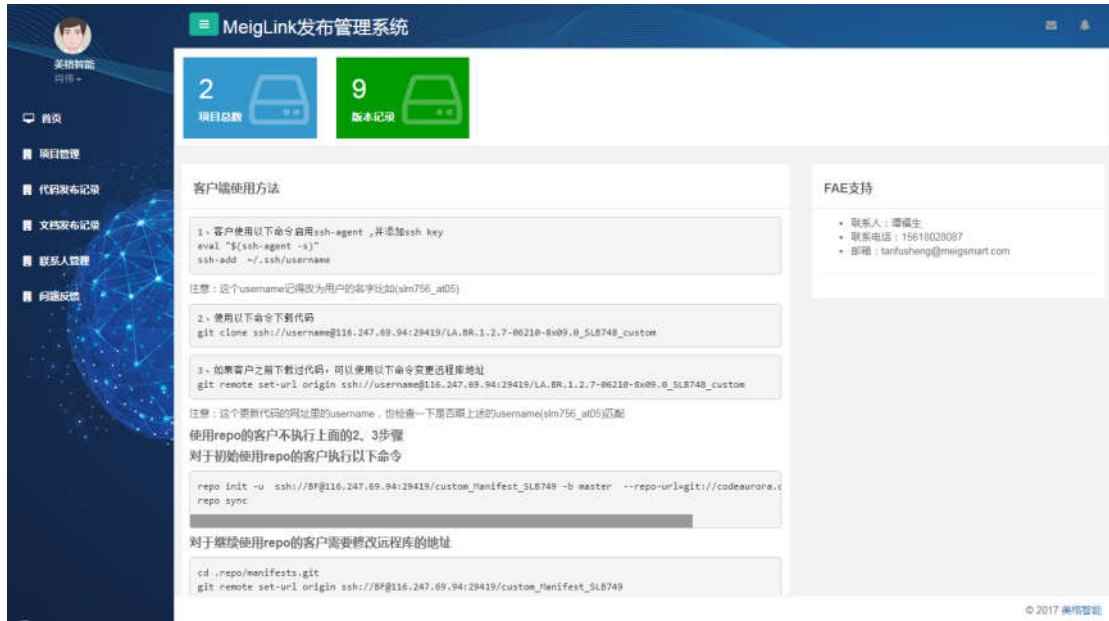 MeigLink发布管理系统
美格智能
肖伟
首页
项目管理
代码发布记录
文档发布记录
联系人管理
问题反馈
2
项目总数
9
版本记录
客户端使用方法
1、客户使用以下命令启用ssh-agent ,并添加ssh key
eval "$(ssh-agent -s)"
ssh-add ~/.ssh/username
注意：这个username记得改为用户的名字比如(slm756_at05)
2、使用以下命令下载代码
git clone ssh://username@116.247.69.94:29419/LA.BR.1.2.7-06210-8x09.0_SLB748_custom
3、如果客户之前下载过代码，可以使用以下命令变更远程库地址
git remote set-url origin ssh://username@116.247.69.94:29419/LA.BR.1.2.7-06210-8x09.0_SLB748_custom
注意：这个更新代码的网址里的username，也检查一下是否跟上述的username(slm756_at05)匹配
使用repo的客户不执行上面的2、3步骤
对于初始使用repo的客户执行以下命令
repo init -u ssh://BF@116.247.69.94:29419/custom_Manifest_SLB749 -b master --repo-url=git://codeaurora.c
repo sync
对于继续使用repo的客户需要修改远程库的地址
cd .repo/manifests.git
git remote set-url origin ssh://BF@116.247.69.94:29419/custom_Manifest_SLB749
FAE支持
联系人：谭福生
联系电话：15618028087
邮箱：tanfusheng@meigsmart.com
© 2017 美格智能